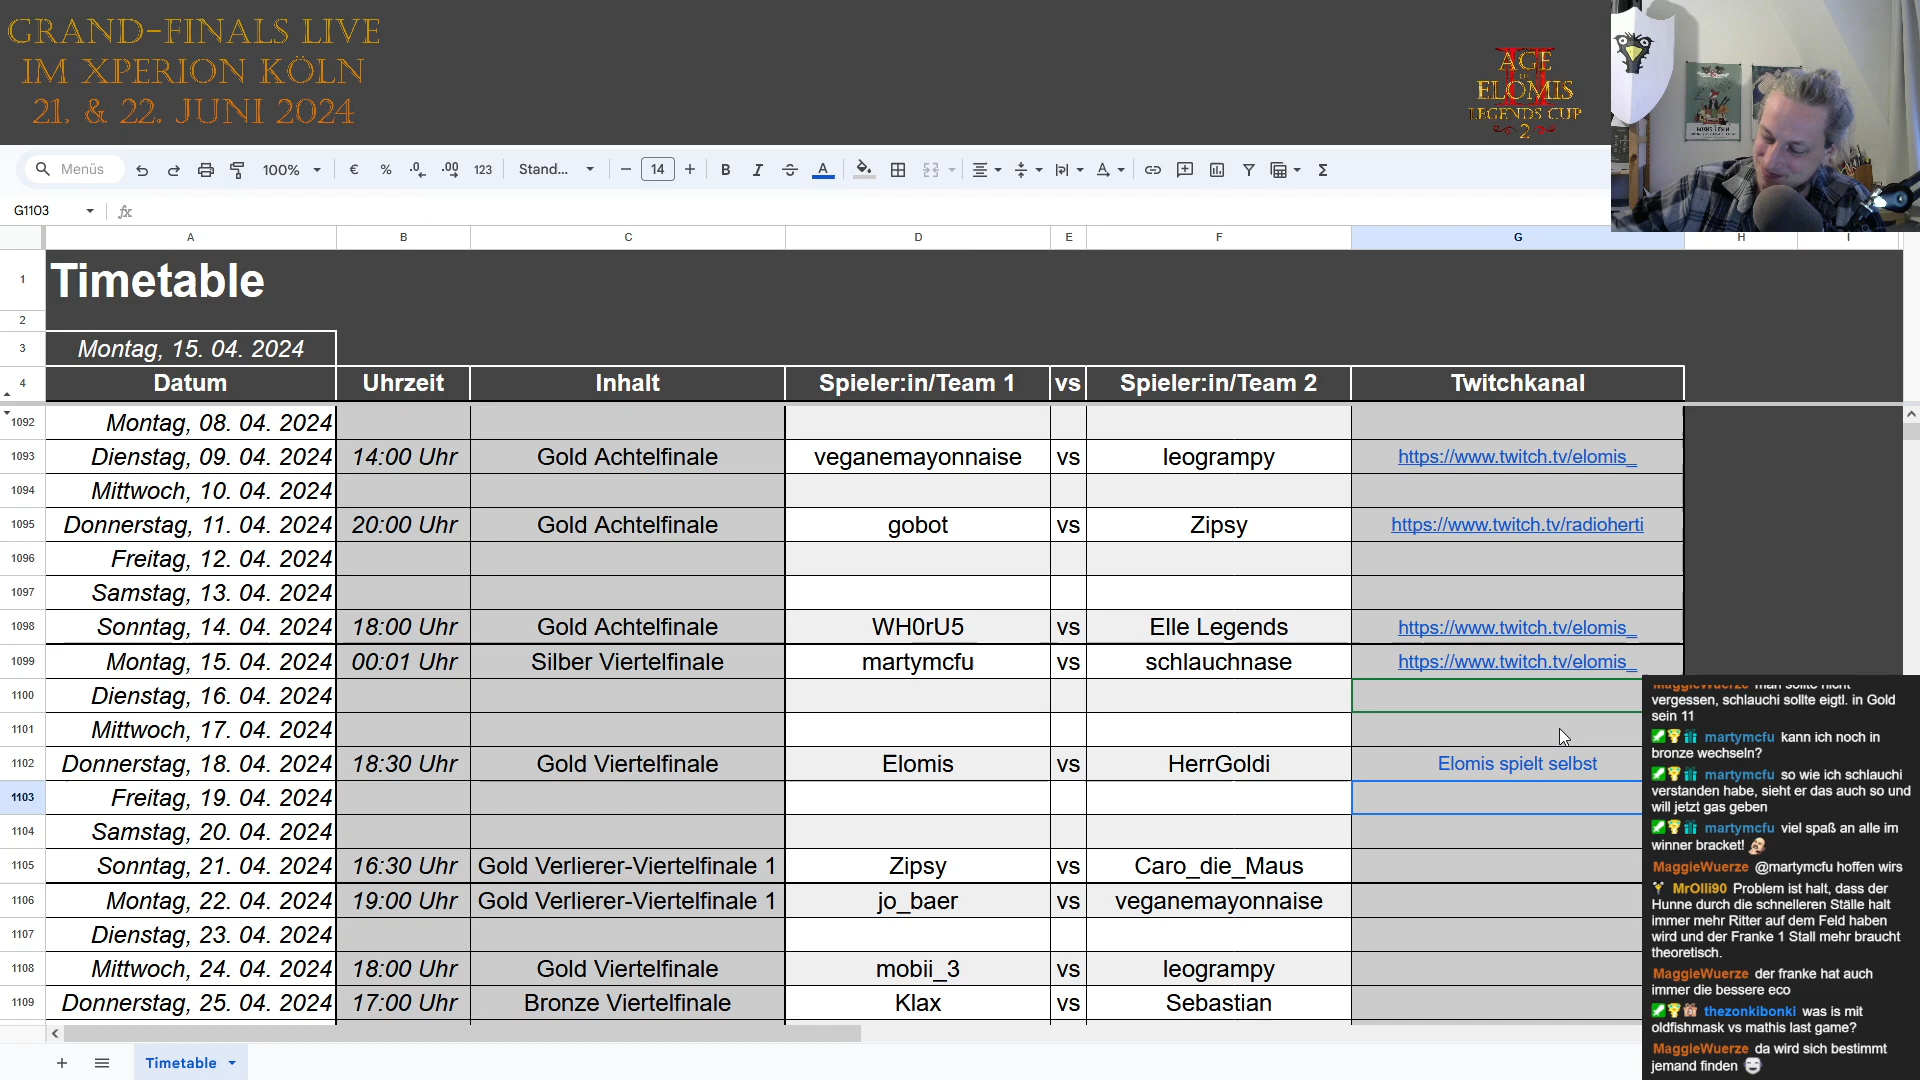 GRAND-FINALS LIVE
IM XPERION KÖLN
21. & 22. JUNI 2024
AGE
II
ELOMIS
LEGENDS CUP
2
Menüs
100%
€ % .0 .00 123
Stand...
14
B I A
G1103
fx
A B C D E F G H I
1 Timetable
2
3 Montag, 15. 04. 2024
4 Datum Uhrzeit Inhalt Spieler:in/Team 1 vs Spieler:in/Team 2 Twitchkanal
1092 Montag, 08. 04. 2024
1093 Dienstag, 09. 04. 2024 14:00 Uhr Gold Achtelfinale veganemayonnaise vs leogrampy https://www.twitch.tv/elomis_
1094 Mittwoch, 10. 04. 2024
1095 Donnerstag, 11. 04. 2024 20:00 Uhr Gold Achtelfinale gobot vs Zipsy https://www.twitch.tv/radioherti
1096 Freitag, 12. 04. 2024
1097 Samstag, 13. 04. 2024
1098 Sonntag, 14. 04. 2024 18:00 Uhr Gold Achtelfinale WH0rU5 vs Elle Legends https://www.twitch.tv/elomis_
1099 Montag, 15. 04. 2024 00:01 Uhr Silber Viertelfinale martymcfu vs schlauchnase https://www.twitch.tv/elomis_
1100 Dienstag, 16. 04. 2024
1101 Mittwoch, 17. 04. 2024
1102 Donnerstag, 18. 04. 2024 18:30 Uhr Gold Viertelfinale Elomis vs HerrGoldi Elomis spielt selbst
1103 Freitag, 19. 04. 2024
1104 Samstag, 20. 04. 2024
1105 Sonntag, 21. 04. 2024 16:30 Uhr Gold Verlierer-Viertelfinale 1 Zipsy vs Caro_die_Maus
1106 Montag, 22. 04. 2024 19:00 Uhr Gold Verlierer-Viertelfinale 1 jo_baer vs veganemayonnaise
1107 Dienstag, 23. 04. 2024
1108 Mittwoch, 24. 04. 2024 18:00 Uhr Gold Viertelfinale mobii_3 vs leogrampy
1109 Donnerstag, 25. 04. 2024 17:00 Uhr Bronze Viertelfinale Klax vs Sebastian
Timetable
MaggieWuerze man sollte nicht
vergessen, schlauchi sollte eigtl. in Gold
sein 11
martymcfu kann ich noch in
bronze wechseln?
martymcfu so wie ich schlauchi
verstanden habe, sieht er das auch so und
will jetzt gas geben
martymcfu viel spaß an alle im
winner bracket!
MaggieWuerze @martymcfu hoffen wirs
MrOlli90 Problem ist halt, dass der
Hunne durch die schnelleren Ställe halt
immer mehr Ritter auf dem Feld haben
wird und der Franke 1 Stall mehr braucht
theoretisch.
MaggieWuerze der franke hat auch
immer die bessere eco
thezonkibonki was is mit
oldfishmask vs mathis last game?
MaggieWuerze da wird sich bestimmt
jemand finden